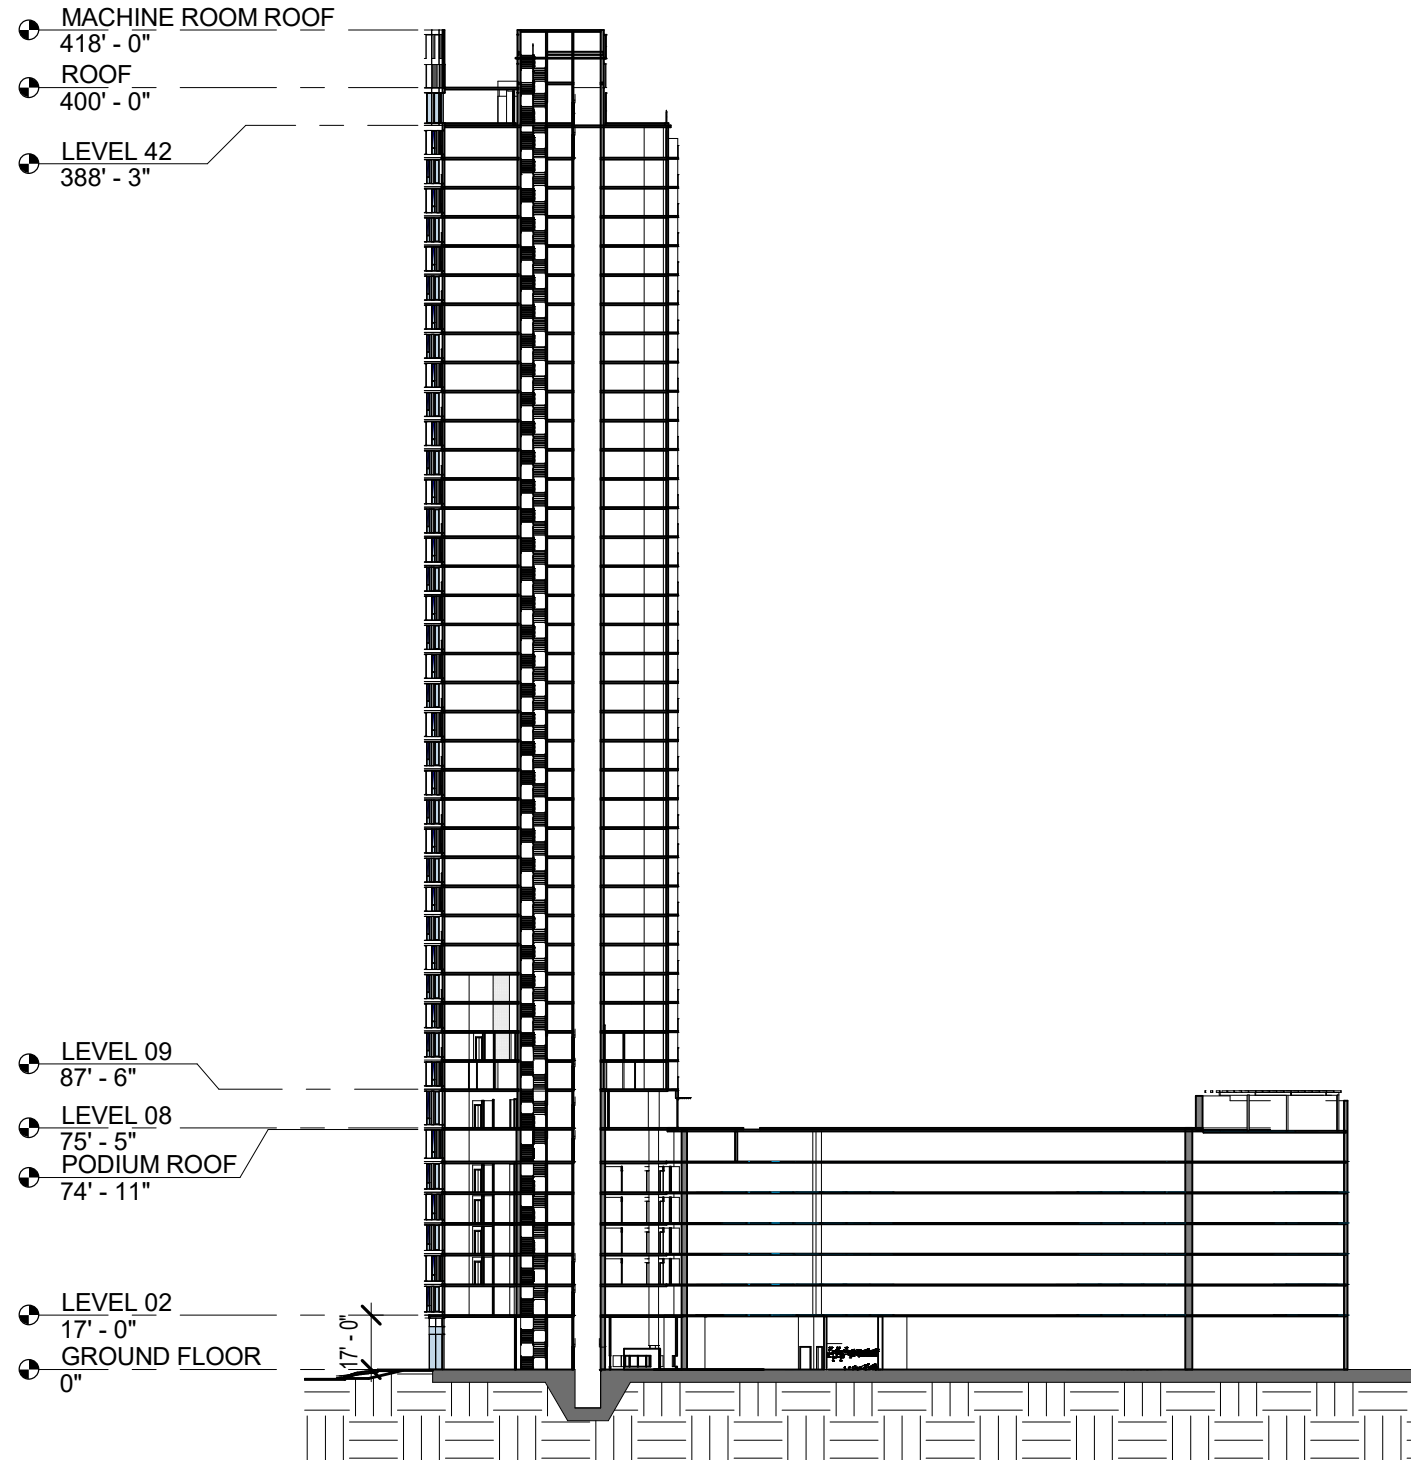 MACHINE ROOM ROOF
418' - 0"
ROOF
400' - 0"
LEVEL 42
388' - 3"
LEVEL 09
87' - 6"
LEVEL 08
75' - 5"
PODIUM ROOF
74' - 11"
LEVEL 02
17' - 0"
17' - 0"
GROUND FLOOR
0"